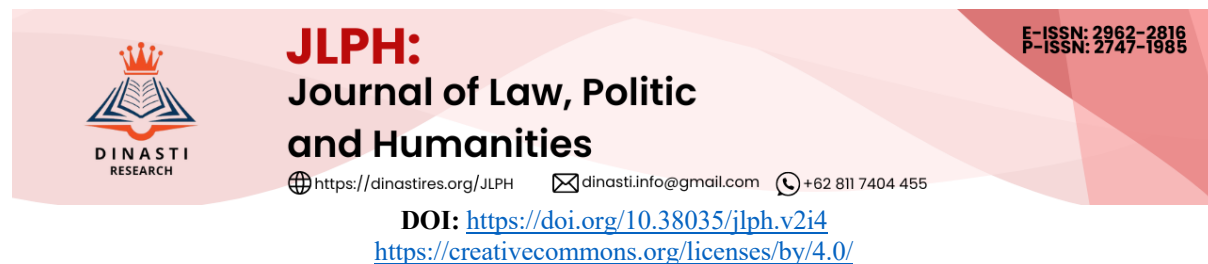 JLPH:
Journal of Law, Politic
and Humanities
E-ISSN: 2962-2816
P-ISSN: 2747-1985
DINASTI
RESEARCH
https://dinastires.org/JLPH dinasti.info@gmail.com +62 811 7404 455
DOI: https://doi.org/10.38035/jlph.v2i4
https://creativecommons.org/licenses/by/4.0/